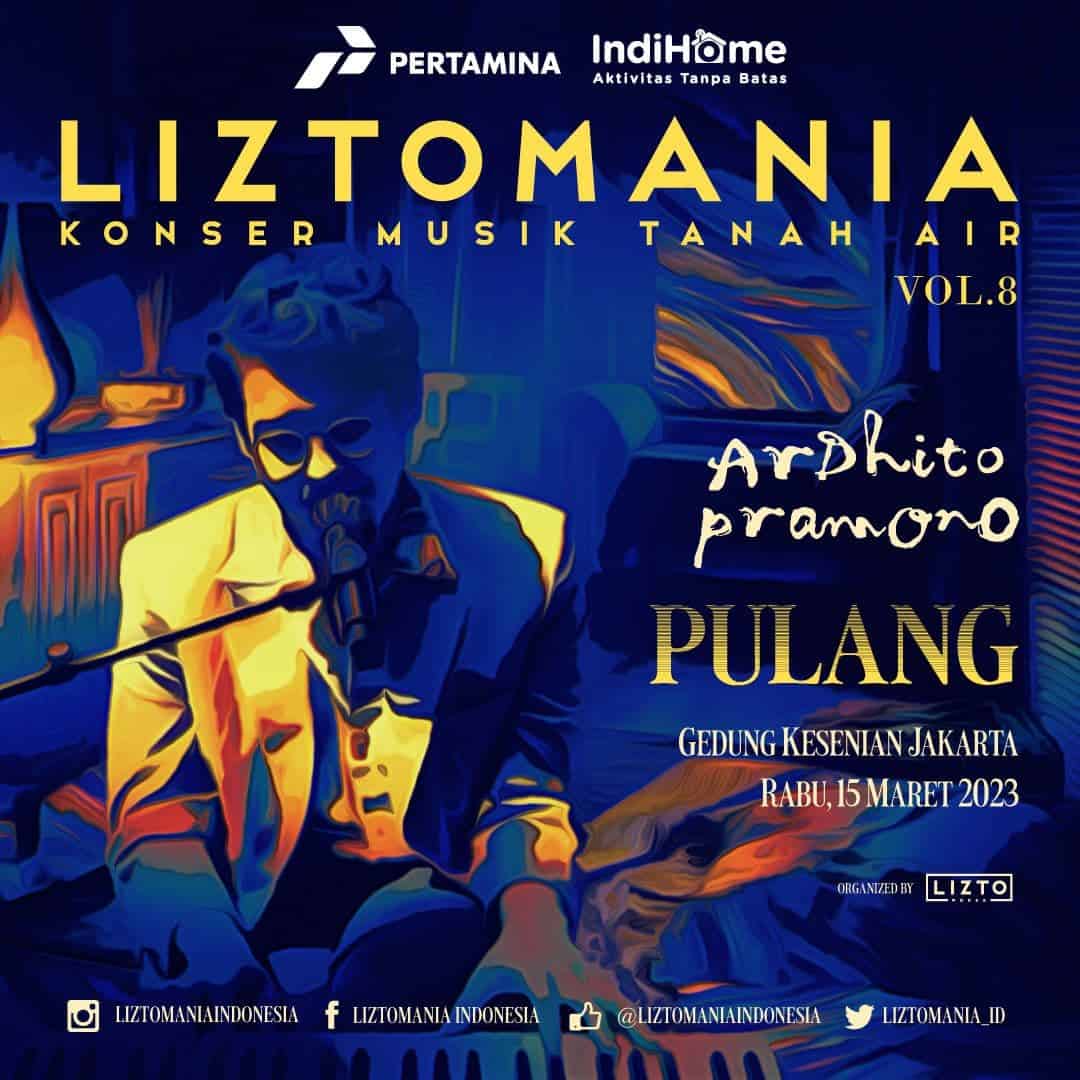 PERTAMINA
IndiHome
Aktivitas Tanpa Batas
LIZTOMANIA
KONSER MUSIK TANAH AIR
VOL.8
ArDhito
pramonO
PULANG
GEDUNG KESENIAN JAKARTA
RABU, 15 MARET 2023
ORGANIZED BY LIZTO
LIZTOMANIAINDONESIA
LIZTOMANIA INDONESIA
@LIZTOMANIAINDONESIA
LIZTOMANIA_ID